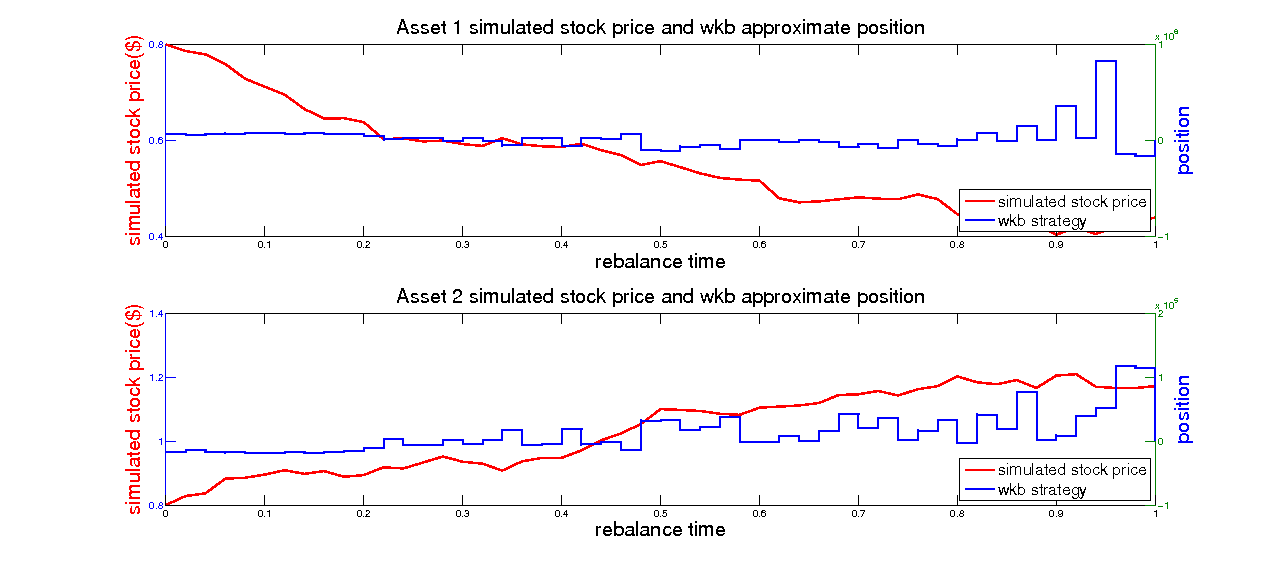 Asset 1 simulated stock price and wkb approximate position
x 10
0.8
0.6
0.4
simulated stock price($)
1
0
−1
position
simulated stock price
wkb strategy
0 0.1 0.2 0.3 0.4 0.5 0.6 0.7 0.8 0.9 1
rebalance time
Asset 2 simulated stock price and wkb approximate position
x 10
1.4
1.2
1
0.8
simulated stock price($)
2
1
0
−1
position
simulated stock price
wkb strategy
0 0.1 0.2 0.3 0.4 0.5 0.6 0.7 0.8 0.9 1
rebalance time